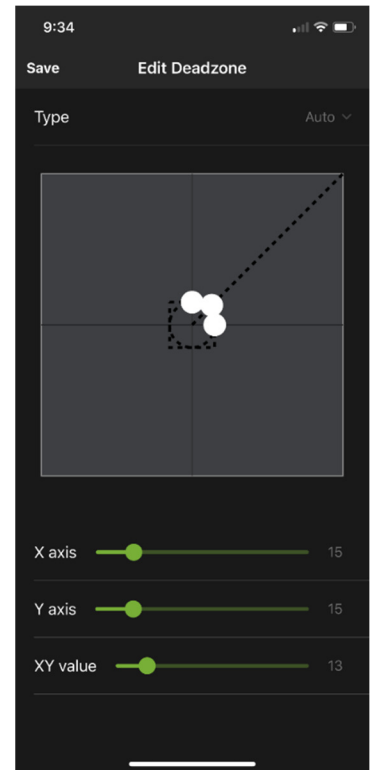 9:34
Save Edit Deadzone
Type Auto
X axis 15
Y axis 15
XY value 13